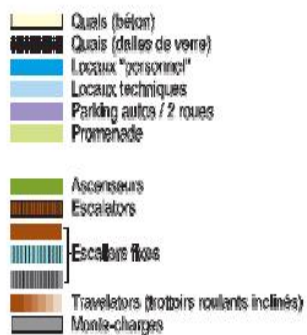 Quais (béton)
Quais (dalles de verre)
Locaux "personnel"
Locaux techniques
Parking autos / 2 roues
Promenade
Ascenseurs
Escalators
Escaliers fixes
Travelators (trottoirs roulants inclinés)
Monte-charges